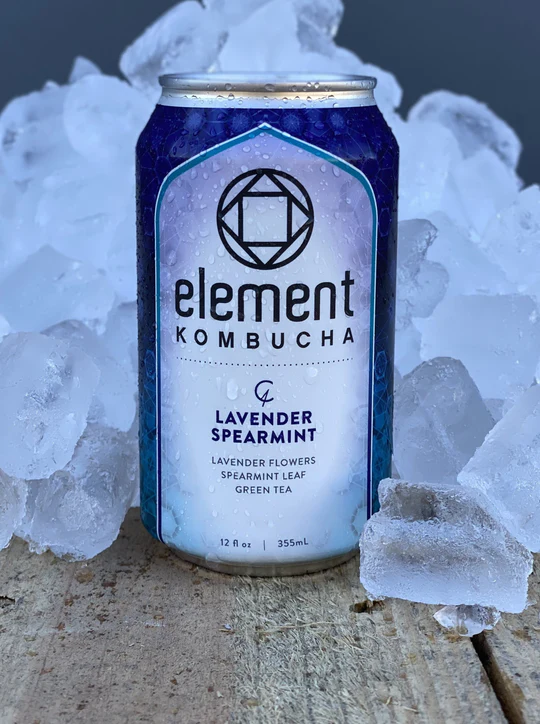 element
KOMBUCHA
LAVENDER
SPEARMINT
LAVENDER FLOWERS
SPEARMINT LEAF
GREEN TEA
12 fl oz | 355mL